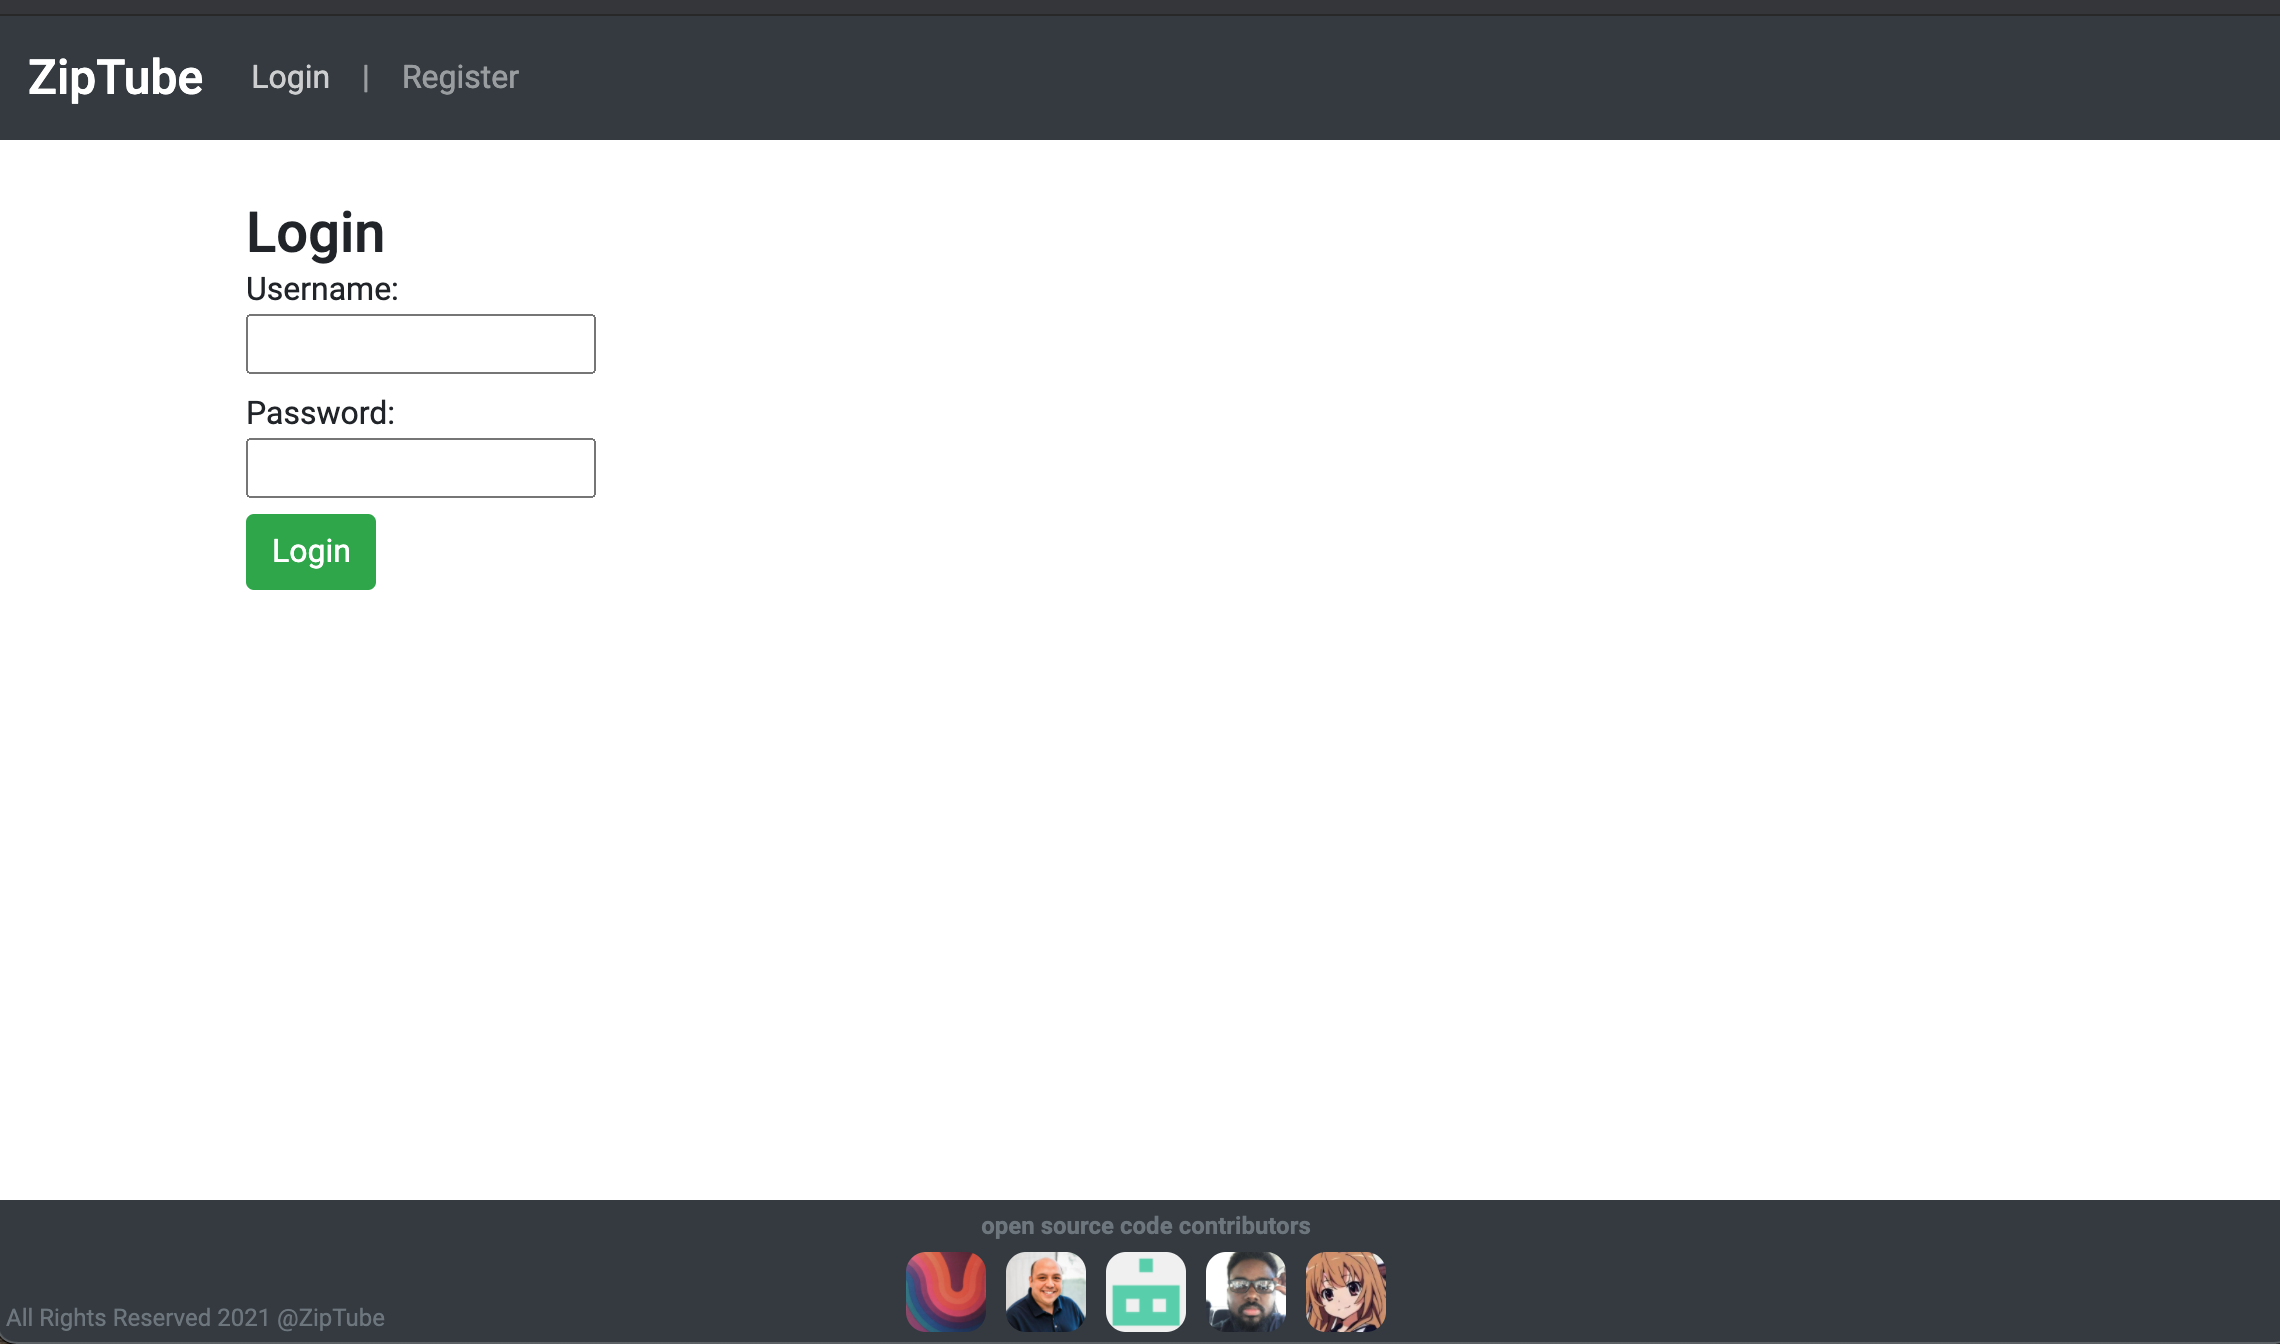 ZipTube Login | Register
Login
Username:
Password:
Login
open source code contributors
All Rights Reserved 2021 @ZipTube